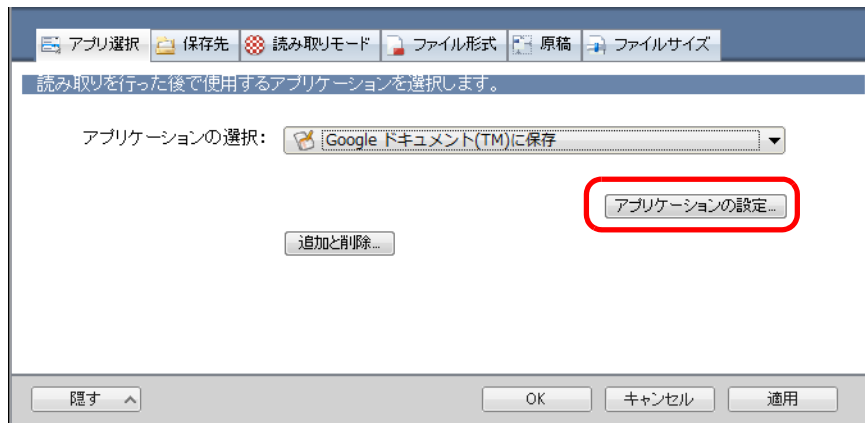 アプリ選択 保存先 読み取りモード ファイル形式 原稿 ファイルサイズ
読み取りを行った後で使用するアプリケーションを選択します。
アプリケーションの選択: Google ドキュメント(TM)に保存
アプリケーションの設定...
追加と削除...
隠す OK キャンセル 適用